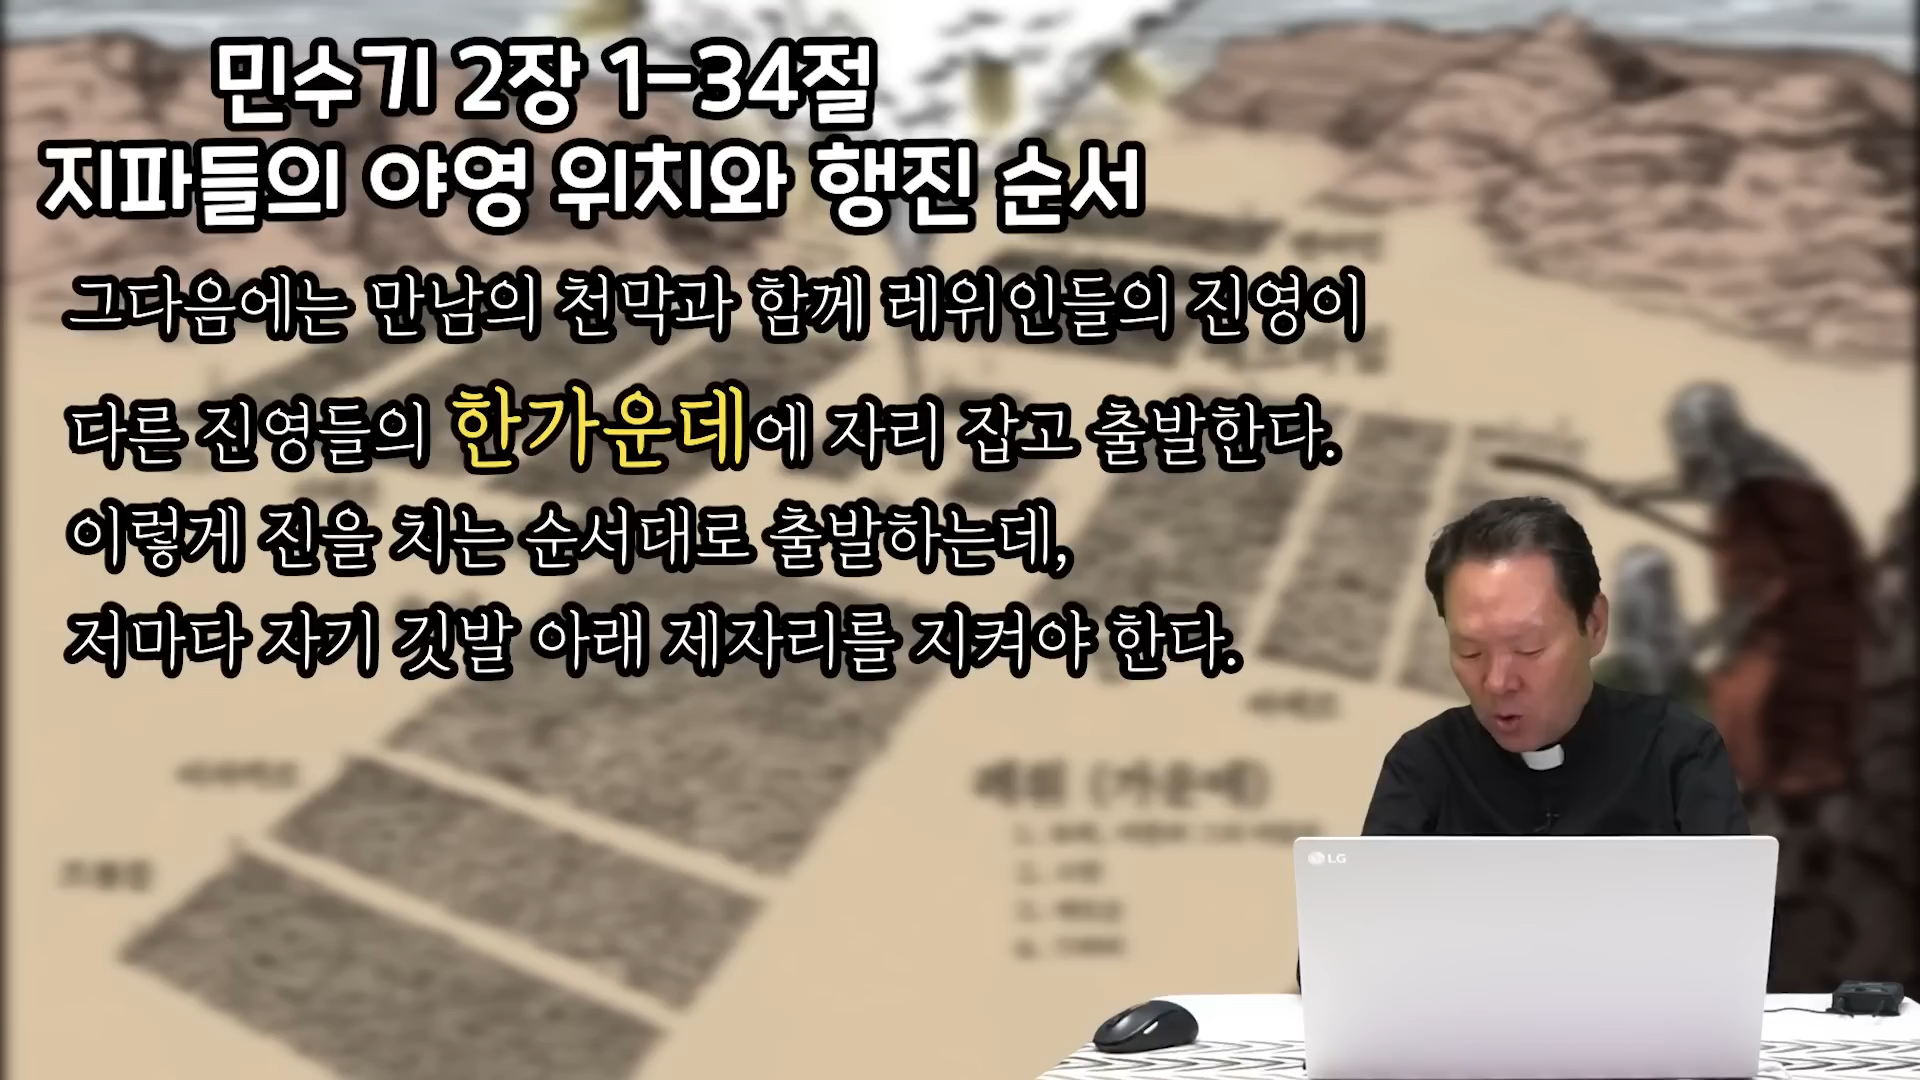 민수기 2장 1-34절
지파들의 야영 위치와 행진 순서
그다음에는 만남의 천막과 함께 레위인들의 진영이
다른 진영들의 한가운데에 자리 잡고 출발한다.
이렇게 진을 치는 순서대로 출발하는데,
저마다 자기 깃발 아래 제자리를 지켜야 한다.
레위 (가운데)
LG